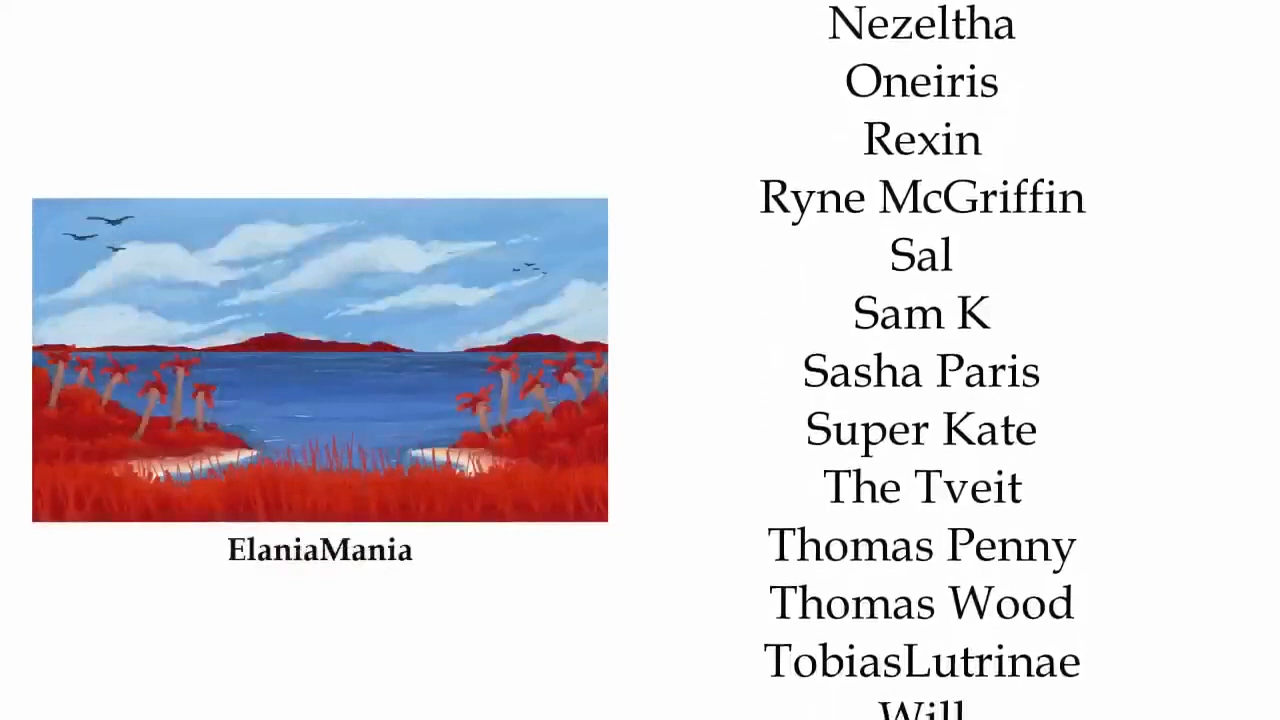 Nezeltha
Oneiris
Rexin
Ryne McGriffin
Sal
Sam K
Sasha Paris
Super Kate
The Tveit
Thomas Penny
Thomas Wood
TobiasLutrinae
Will
ElaniaMania